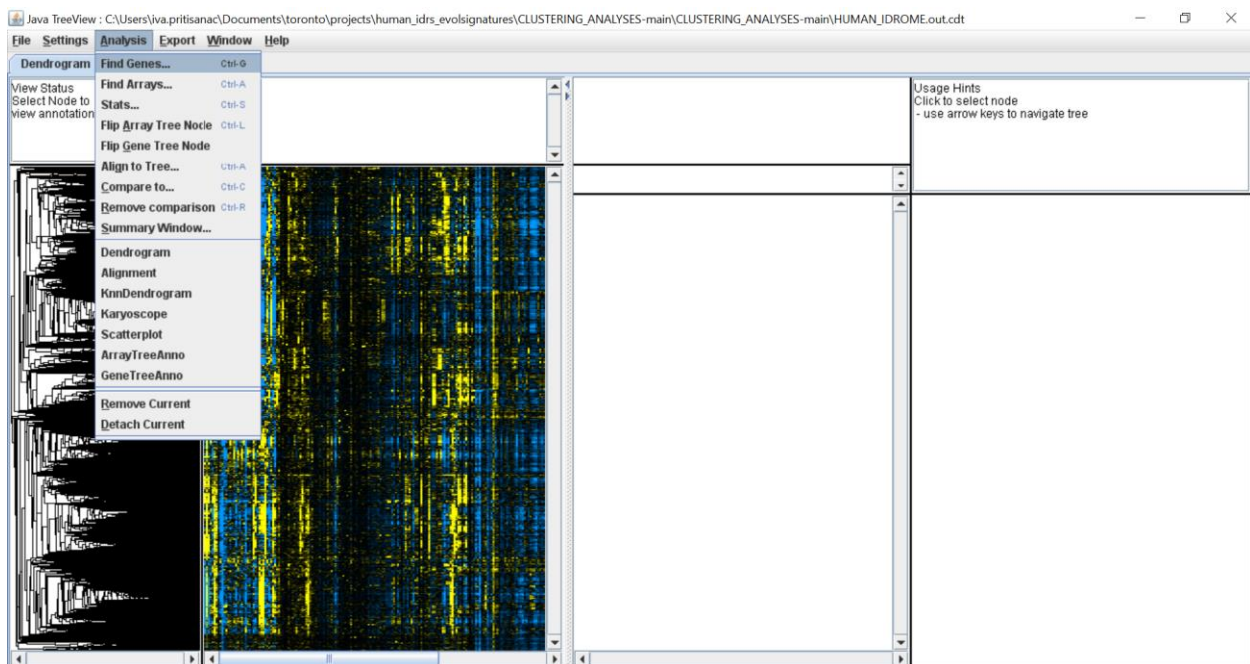 Java TreeView : C:\Users\iva.pritisanac\Documents\toronto\projects\human_idrs_evolsignatures\CLUSTERING_ANALYSES-main\CLUSTERING_ANALYSES-main\HUMAN_IDROME.out.cdt
File Settings Analysis Export Window Help
Dendrogram
Find Genes... Ctrl-G
Find Arrays... Ctrl-A
Stats... Ctrl-S
Flip Array Tree Node Ctrl-L
Flip Gene Tree Node
Align to Tree... Ctrl-A
Compare to... Ctrl-C
Remove comparison Ctrl-R
Summary Window...
Dendrogram
Alignment
KnnDendrogram
Karyoscope
Scatterplot
ArrayTreeAnno
GeneTreeAnno
Remove Current
Detach Current
View Status
Select Node to
view annotation
Usage Hints
Click to select node
- use arrow keys to navigate tree